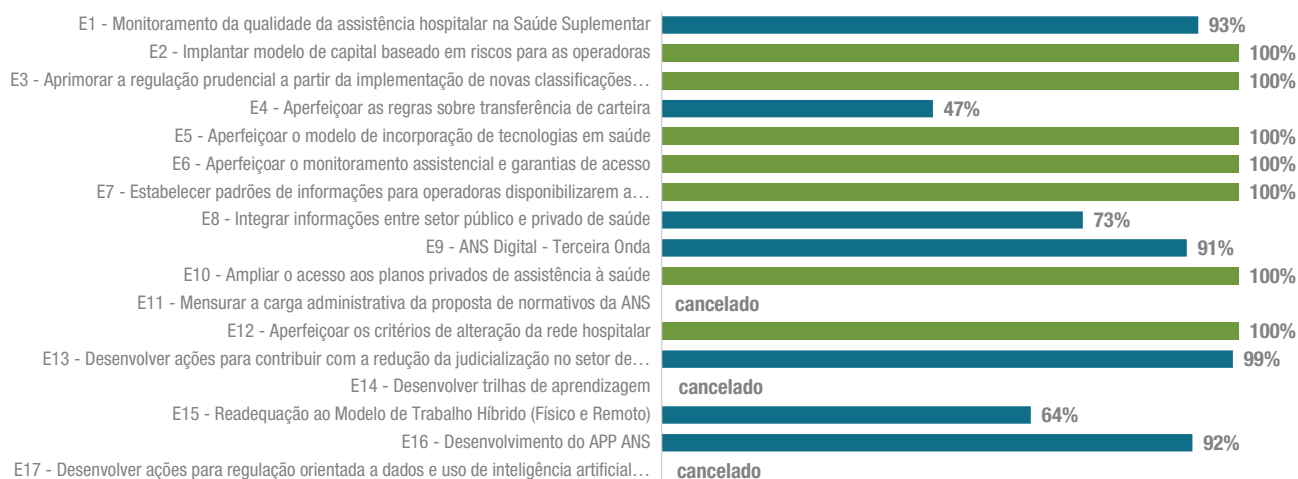 E1 - Monitoramento da qualidade da assistência hospitalar na Saúde Suplementar 93%
E2 - Implantar modelo de capital baseado em riscos para as operadoras 100%
E3 - Aprimorar a regulação prudencial a partir da implementação de novas classificações… 100%
E4 - Aperfeiçoar as regras sobre transferência de carteira 47%
E5 - Aperfeiçoar o modelo de incorporação de tecnologias em saúde 100%
E6 - Aperfeiçoar o monitoramento assistencial e garantias de acesso 100%
E7 - Estabelecer padrões de informações para operadoras disponibilizarem a… 100%
E8 - Integrar informações entre setor público e privado de saúde 73%
E9 - ANS Digital - Terceira Onda 91%
E10 - Ampliar o acesso aos planos privados de assistência à saúde 100%
E11 - Mensurar a carga administrativa da proposta de normativos da ANS cancelado
E12 - Aperfeiçoar os critérios de alteração da rede hospitalar 100%
E13 - Desenvolver ações para contribuir com a redução da judicialização no setor de… 99%
E14 - Desenvolver trilhas de aprendizagem cancelado
E15 - Readequação ao Modelo de Trabalho Híbrido (Físico e Remoto) 64%
E16 - Desenvolvimento do APP ANS 92%
E17 - Desenvolver ações para regulação orientada a dados e uso de inteligência artificial… cancelado